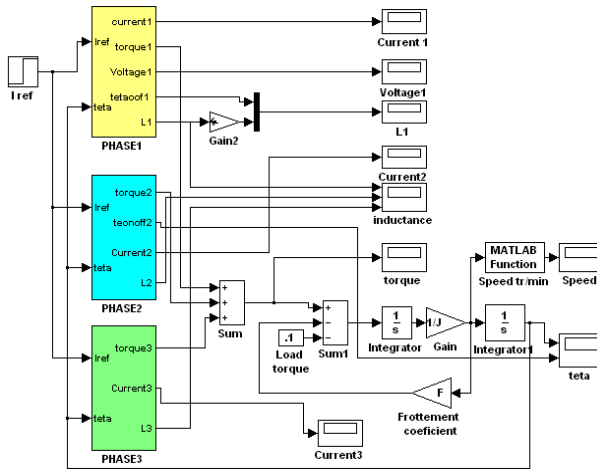 current1
Iref
torque1
Voltage1
teta
tetaoof1
L1
PHASE1
I ref
Gain2
Current 1
Voltage1
L1
Current2
inductance
torque2
Iref
teonoff2
Current2
teta
L2
PHASE2
torque
MATLAB
Function
Speed tr/min
Speed
+
+
+
Sum
+
−
−
Sum1
.1
Load
torque
1
s
Integrator
1/J
Gain
1
s
Integrator1
teta
F
Frottement
coeficient
torque3
Iref
Current3
teta
L3
PHASE3
Current3